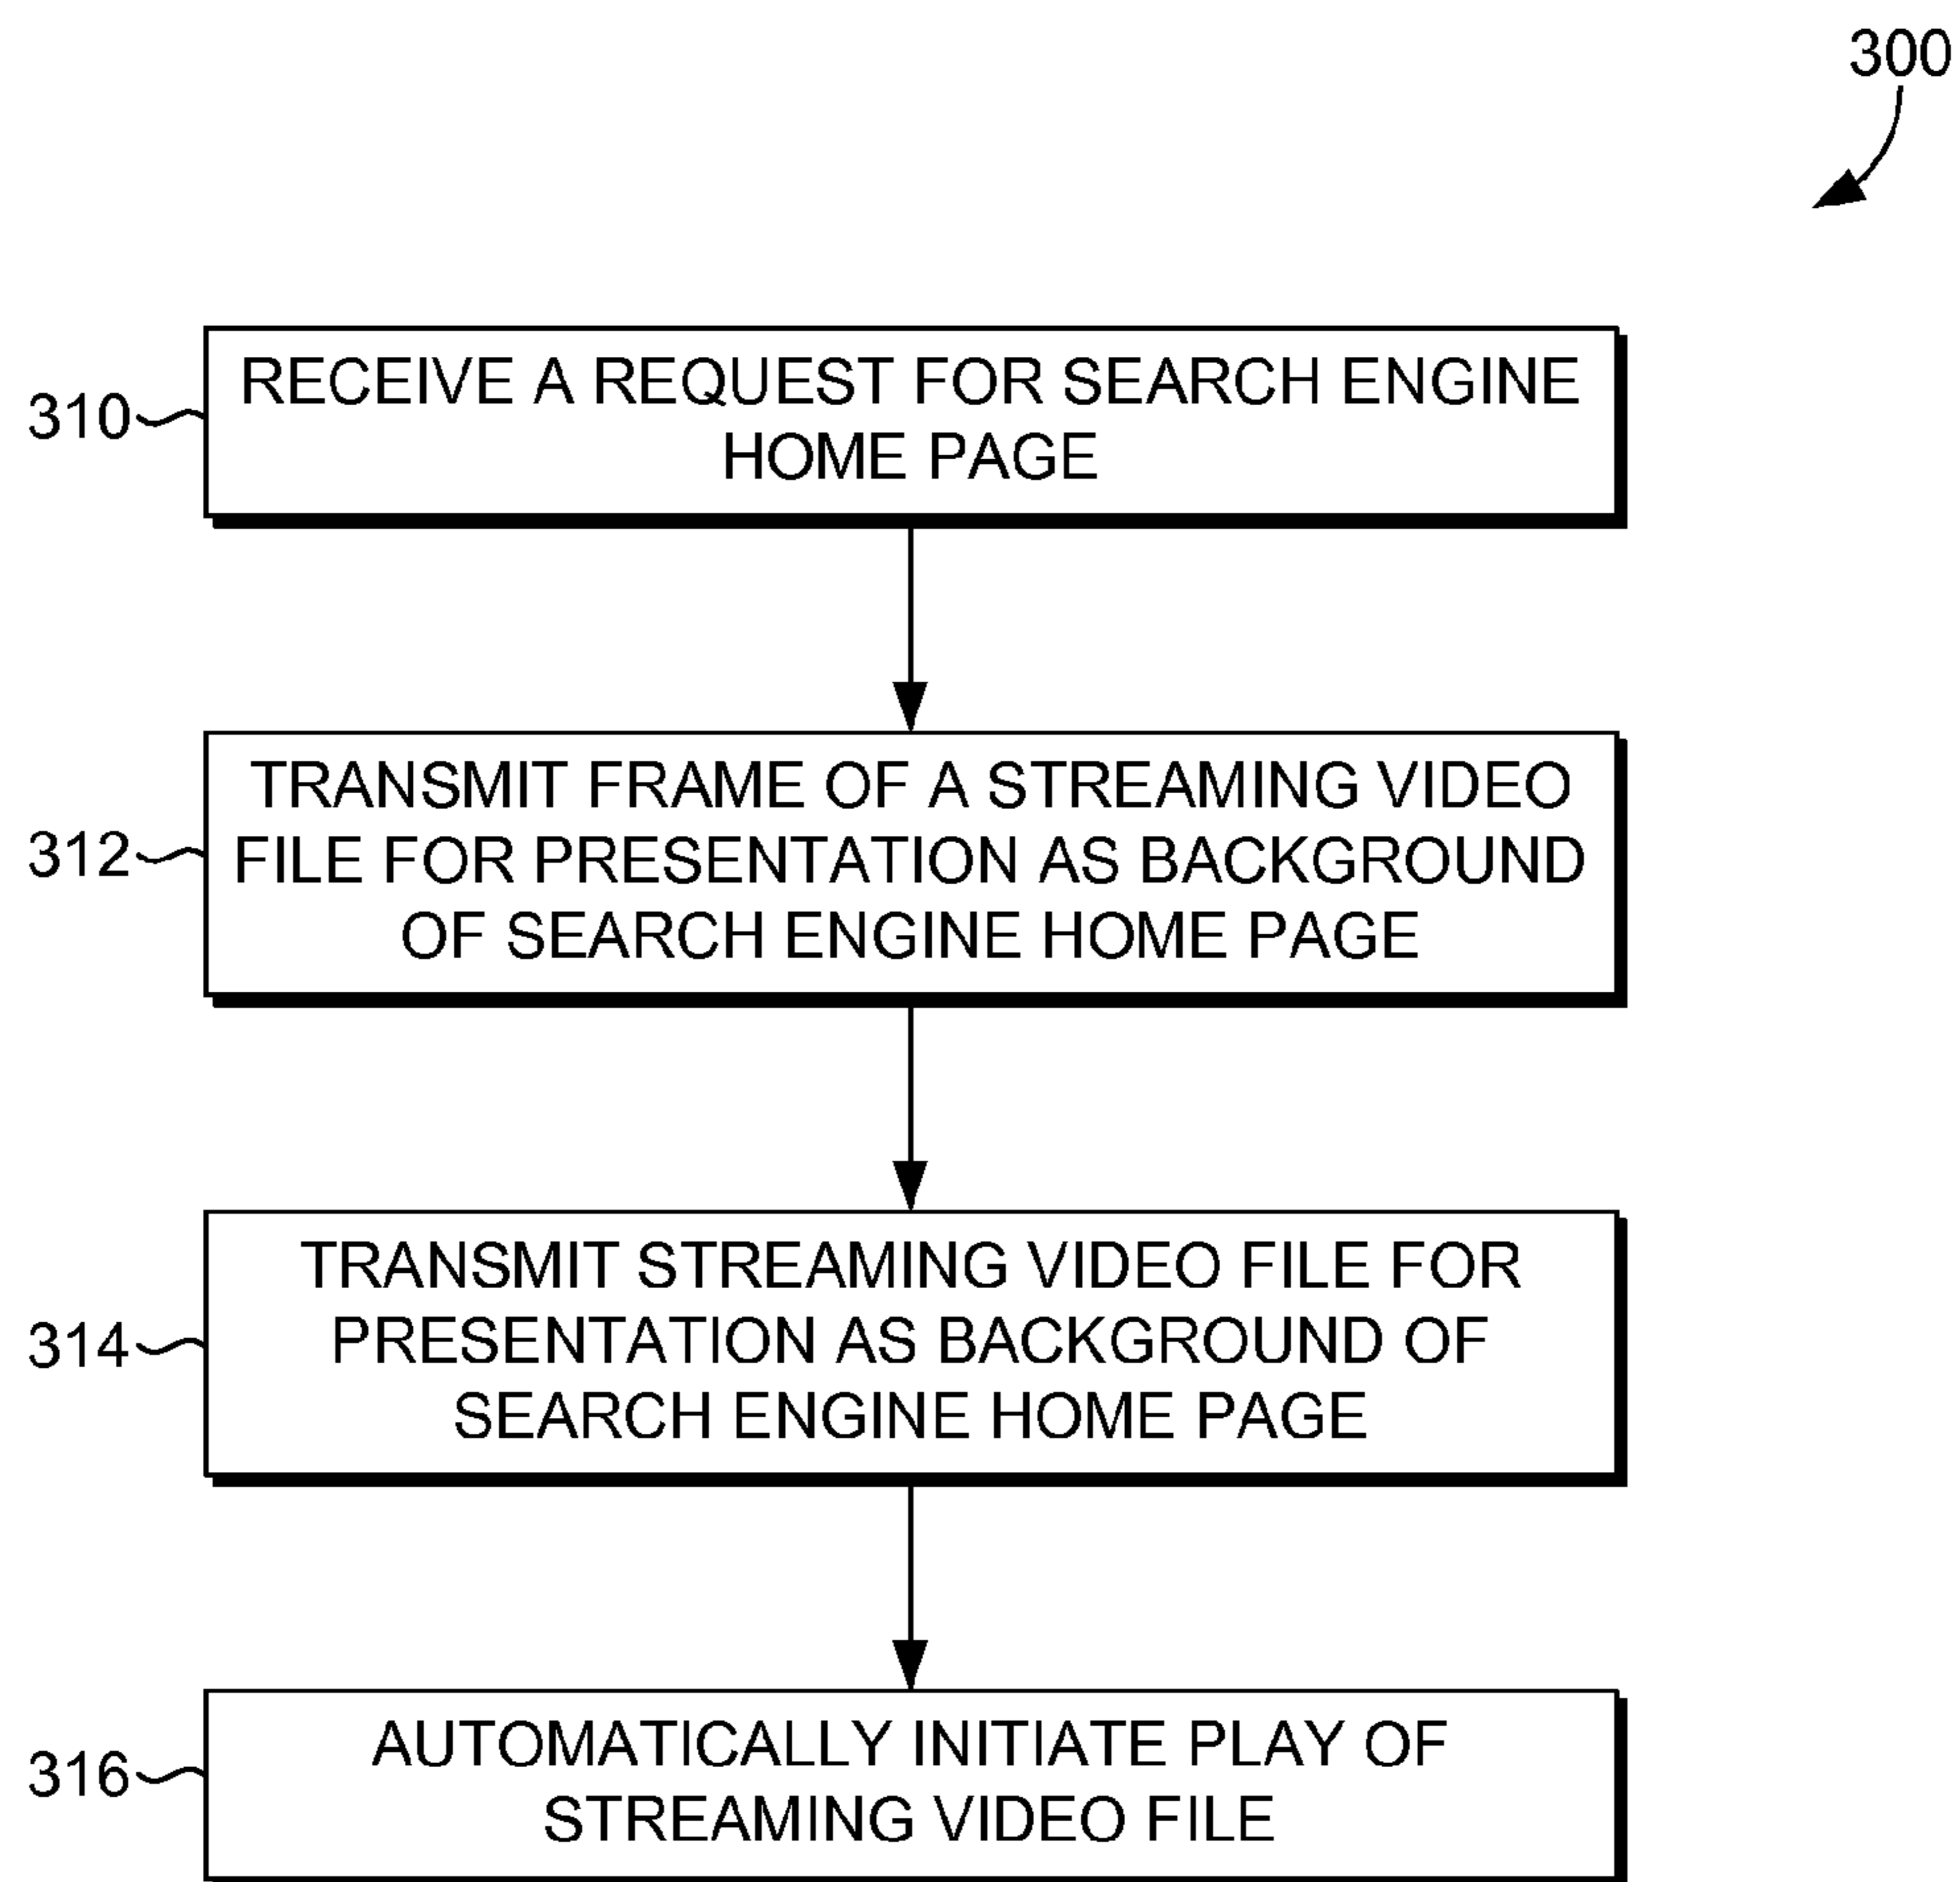 300
310
RECEIVE A REQUEST FOR SEARCH ENGINE
HOME PAGE
312
TRANSMIT FRAME OF A STREAMING VIDEO
FILE FOR PRESENTATION AS BACKGROUND
OF SEARCH ENGINE HOME PAGE
314
TRANSMIT STREAMING VIDEO FILE FOR
PRESENTATION AS BACKGROUND OF
SEARCH ENGINE HOME PAGE
316
AUTOMATICALLY INITIATE PLAY OF
STREAMING VIDEO FILE